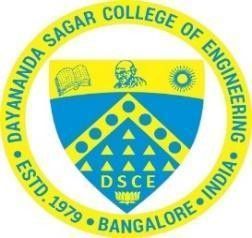 DAYANANDA SAGAR COLLEGE OF ENGINEERING
DSCE
ESTD. 1979 • BANGALORE • INDIA